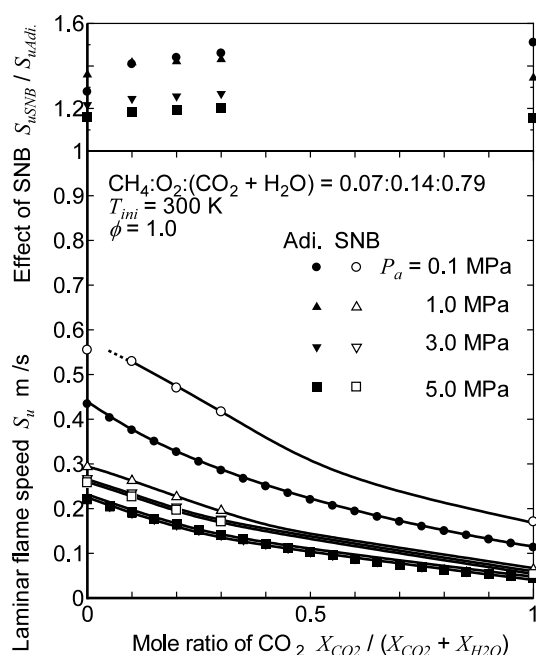 1.6
1.4
1.2
1
0.9
0.8
0.7
0.6
0.5
0.4
0.3
0.2
0.1
0
Effect of SNB S_uSNB / S_uAdi.
Laminar flame speed S_u m/s
CH4:O2:(CO2 + H2O) = 0.07:0.14:0.79
T_ini = 300 K
ϕ = 1.0
Adi. SNB
P_a = 0.1 MPa
1.0 MPa
3.0 MPa
5.0 MPa
0 0.5 1
Mole ratio of CO2 X_CO2 / (X_CO2 + X_H2O)